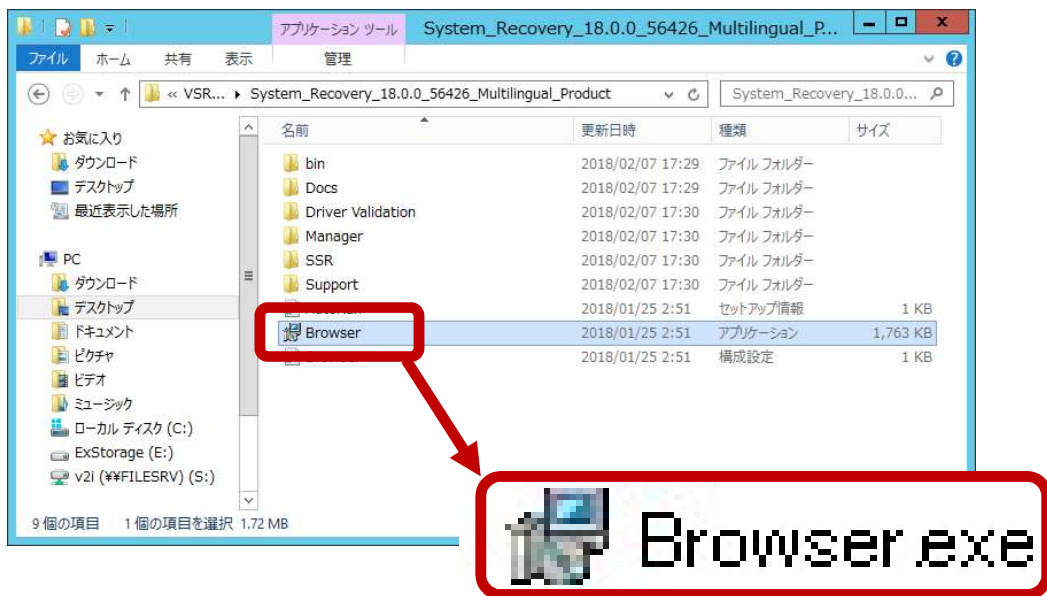 アプリケーション ツール
System_Recovery_18.0.0_56426_Multilingual_P...
ファイル ホーム 共有 表示 管理
« VSR... ▸ System_Recovery_18.0.0_56426_Multilingual_Product
System_Recovery_18.0.0...
名前 更新日時 種類 サイズ
お気に入り
ダウンロード
デスクトップ
最近表示した場所
PC
ダウンロード
デスクトップ
ドキュメント
ピクチャ
ビデオ
ミュージック
ローカル ディスク (C:)
ExStorage (E:)
v2i (¥¥FILESRV) (S:)
bin 2018/02/07 17:29 ファイル フォルダー
Docs 2018/02/07 17:29 ファイル フォルダー
Driver Validation 2018/02/07 17:30 ファイル フォルダー
Manager 2018/02/07 17:30 ファイル フォルダー
SSR 2018/02/07 17:30 ファイル フォルダー
Support 2018/02/07 17:30 ファイル フォルダー
2018/01/25 2:51 セットアップ情報 1 KB
Browser 2018/01/25 2:51 アプリケーション 1,763 KB
2018/01/25 2:51 構成設定 1 KB
9 個の項目 1 個の項目を選択 1.72 MB
Browser.exe